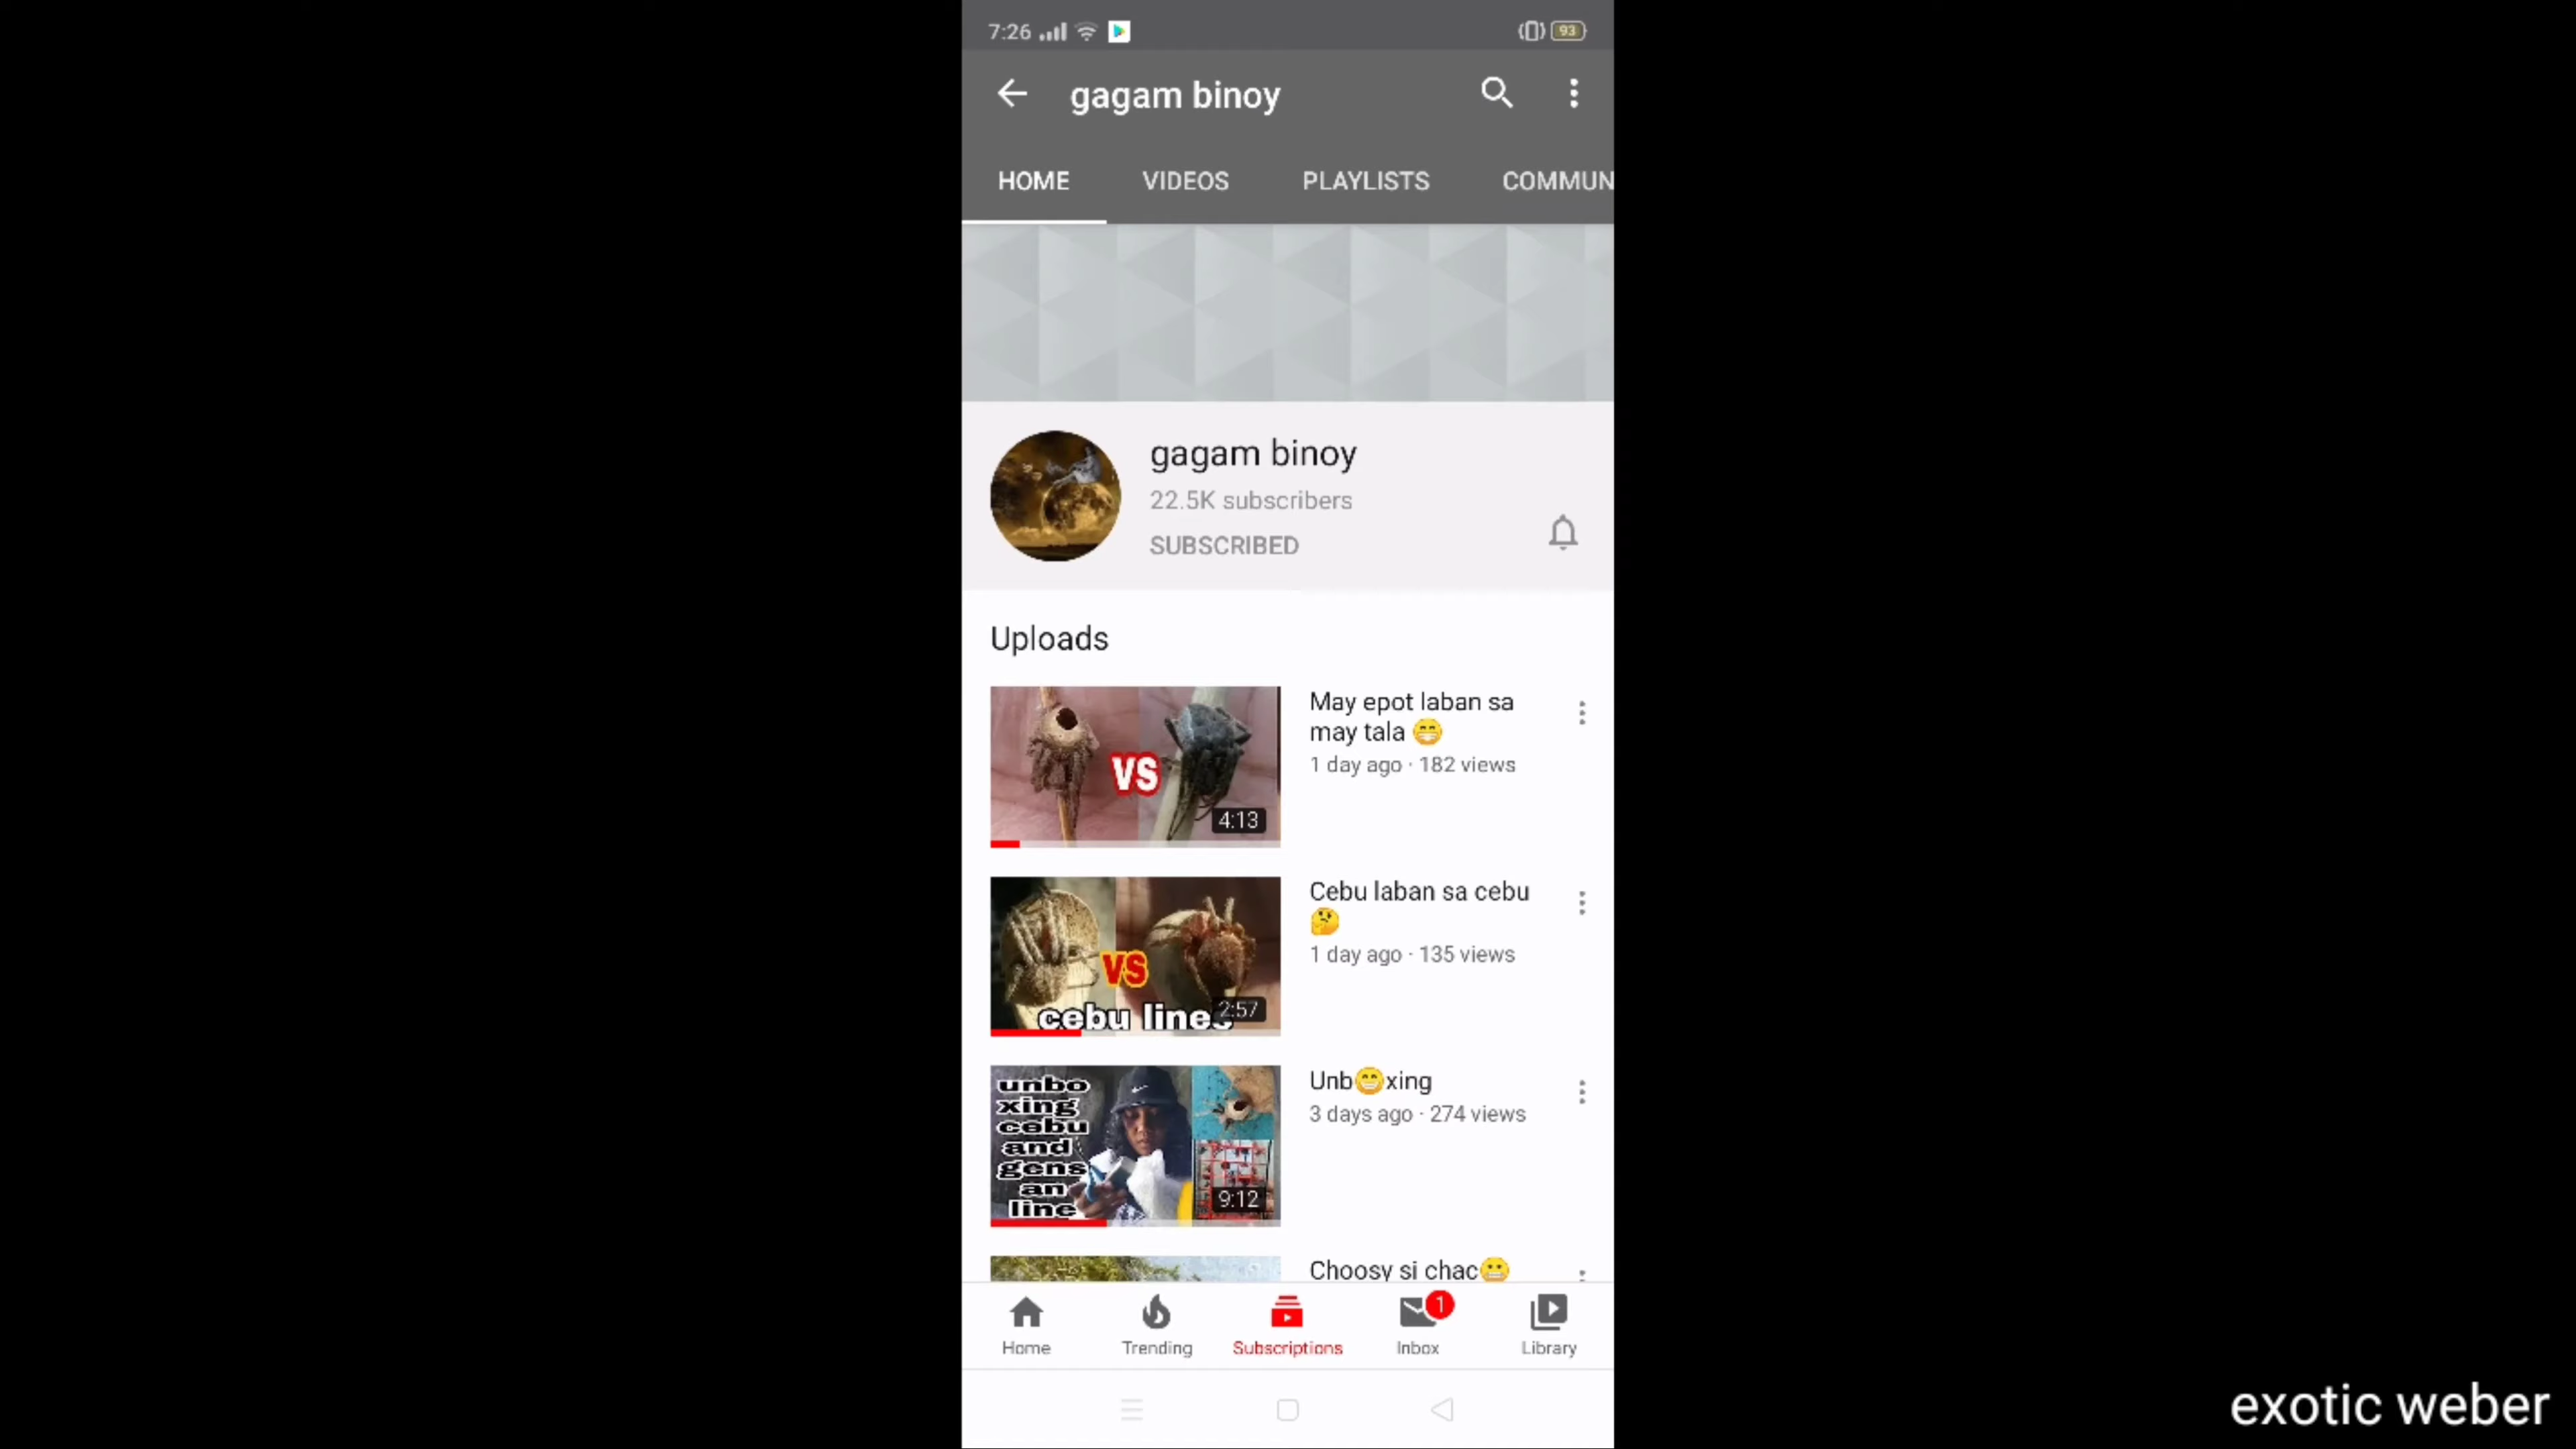 7:26
93
gagam binoy
HOME VIDEOS PLAYLISTS COMMUN
gagam binoy
22.5K subscribers
SUBSCRIBED
Uploads
VS
4:13
May epot laban sa
may tala 😁
1 day ago · 182 views
VS
cebu lines
2:57
Cebu laban sa cebu
🤔
1 day ago · 135 views
unbo
xing
cebu
and
gens
an
line
9:12
Unb😁xing
3 days ago · 274 views
Choosy si chac😬
1
Home Trending Subscriptions Inbox Library
exotic weber